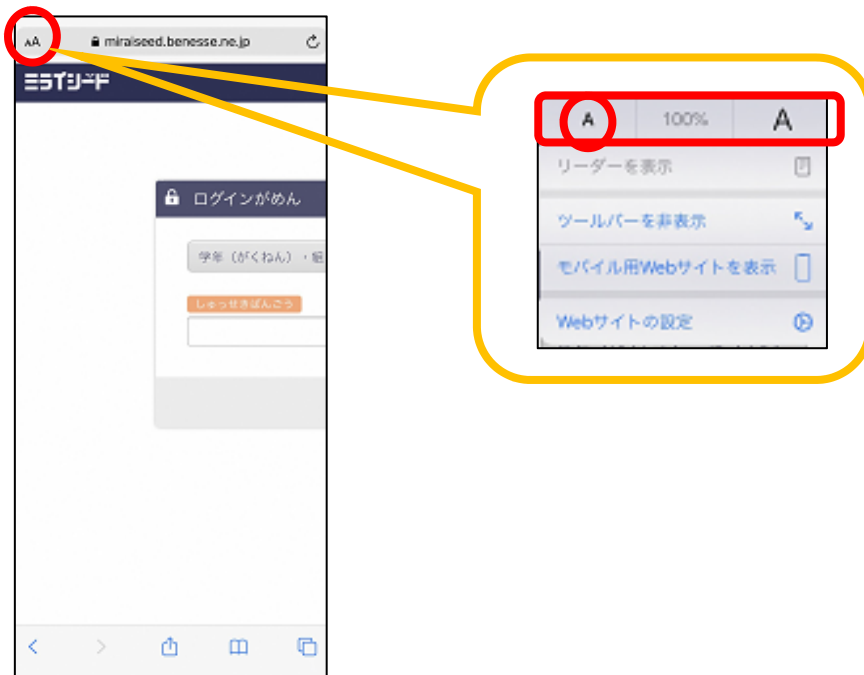 AA miraiseed.benesse.ne.jp
ミライシード
ログインがめん
学年（がくねん）・組
しゅっせきばんごう
A 100% A
リーダーを表示
ツールバーを非表示
モバイル用Webサイトを表示
Webサイトの設定